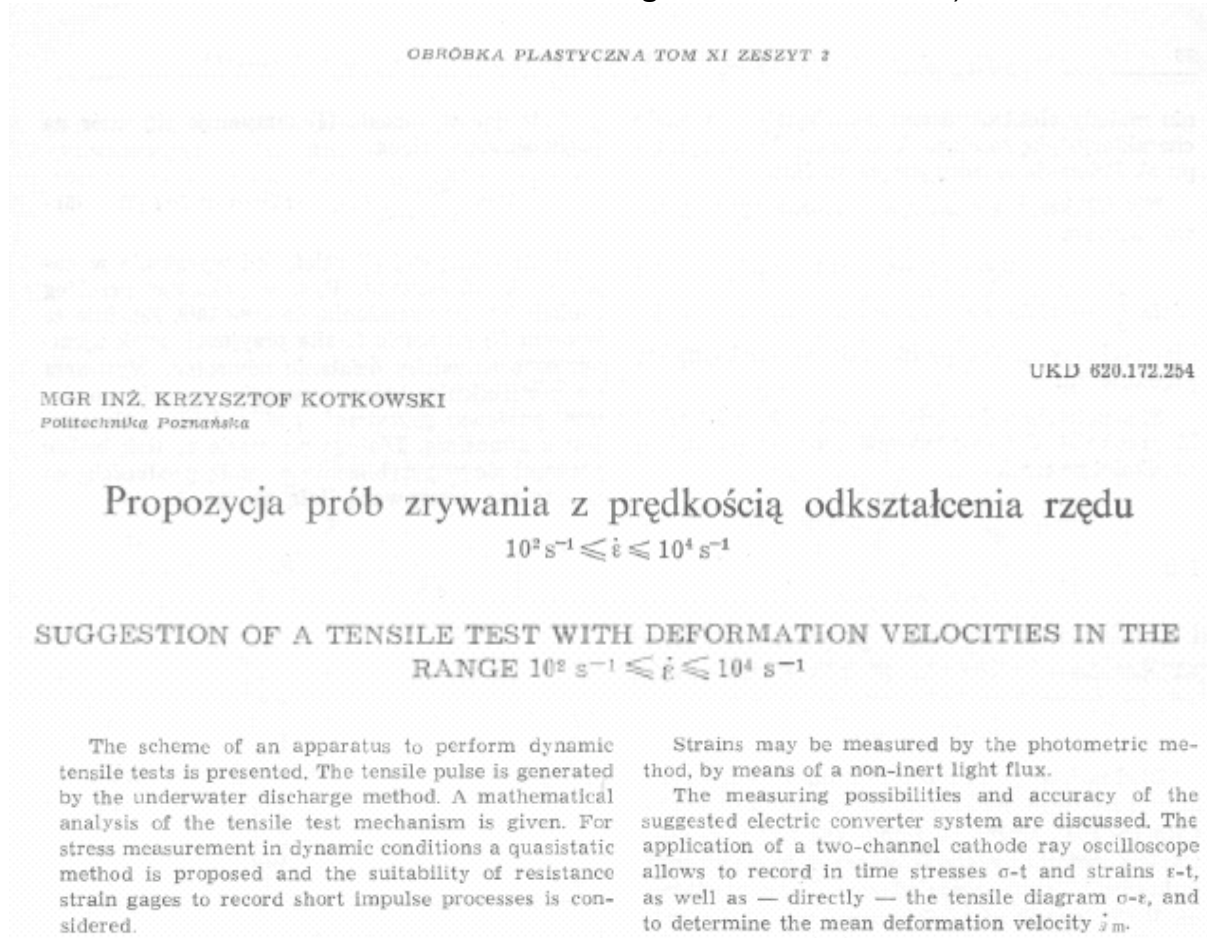 OBRÓBKA PLASTYCZNA TOM XI ZESZYT 2
UKD 620.172.254
MGR INŻ. KRZYSZTOF KOTKOWSKI
Politechnika Poznańska
Propozycja prób zrywania z prędkością odkształcenia rzędu
10² s⁻¹ ⩽ ε̇ ⩽ 10⁴ s⁻¹
SUGGESTION OF A TENSILE TEST WITH DEFORMATION VELOCITIES IN THE
RANGE 10² s⁻¹ ⩽ ε̇ ⩽ 10⁴ s⁻¹
The scheme of an apparatus to perform dynamic
tensile tests is presented. The tensile pulse is generated
by the underwater discharge method. A mathematical
analysis of the tensile test mechanism is given. For
stress measurement in dynamic conditions a quasistatic
method is proposed and the suitability of resistance
strain gages to record short impulse processes is con-
sidered.
Strains may be measured by the photometric me-
thod, by means of a non-inert light flux.
The measuring possibilities and accuracy of the
suggested electric converter system are discussed. The
application of a two-channel cathode ray oscilloscope
allows to record in time stresses σ-t and strains ε-t,
as well as — directly — the tensile diagram σ-ε, and
to determine the mean deformation velocity